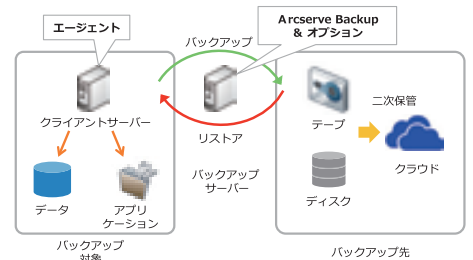 エージェント
バックアップ
Arcserve Backup
& オプション
クライアントサーバー
リストア
テープ
二次保管
クラウド
バックアップ
サーバー
データ
アプリ
ケーション
ディスク
バックアップ
対象
バックアップ先